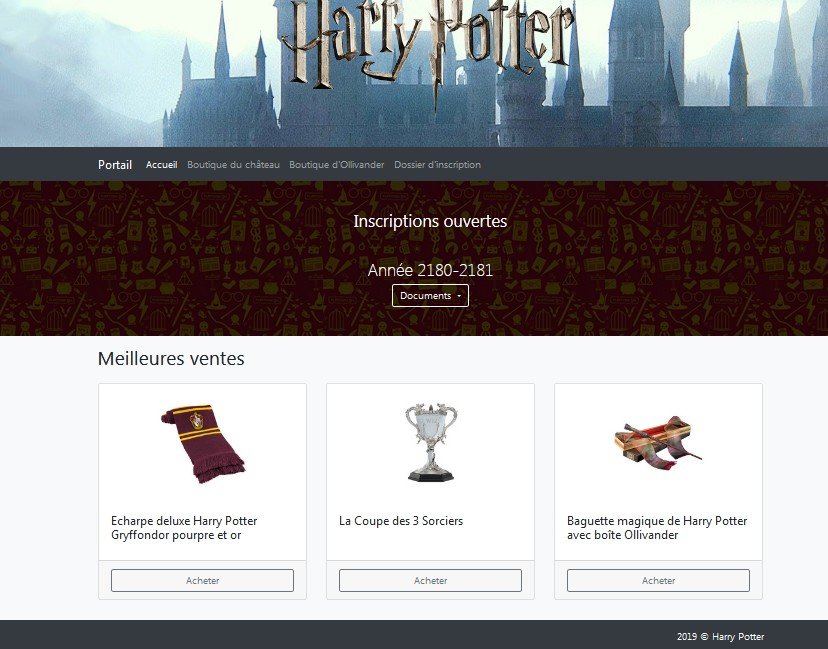 Harry Potter
Portail Accueil Boutique du château Boutique d'Ollivander Dossier d'inscription
Inscriptions ouvertes
Année 2180-2181
Documents
Meilleures ventes
Echarpe deluxe Harry Potter
Gryffondor pourpre et or
Acheter
La Coupe des 3 Sorciers
Acheter
Baguette magique de Harry Potter
avec boîte Ollivander
Acheter
2019 © Harry Potter